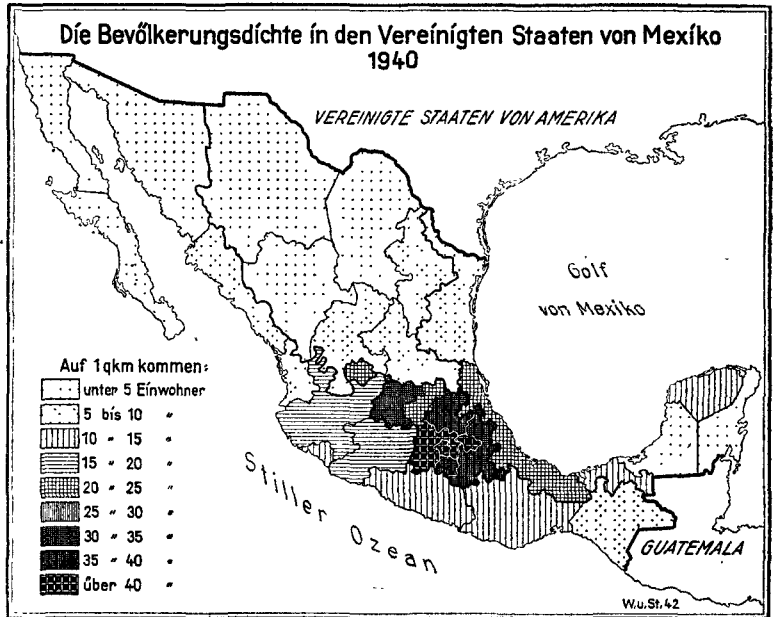 Die Bevölkerungsdichte in den Vereinigten Staaten von Mexiko
1940
VEREINIGTE STAATEN VON AMERIKA
Golf
von Mexiko
Auf 1 qkm kommen:
unter 5 Einwohner
5 bis 10 "
10 " 15 "
15 " 20 "
20 " 25 "
25 " 30 "
30 " 35 "
35 " 40 "
über 40 "
Stiller Ozean
GUATEMALA
W.u.St.42